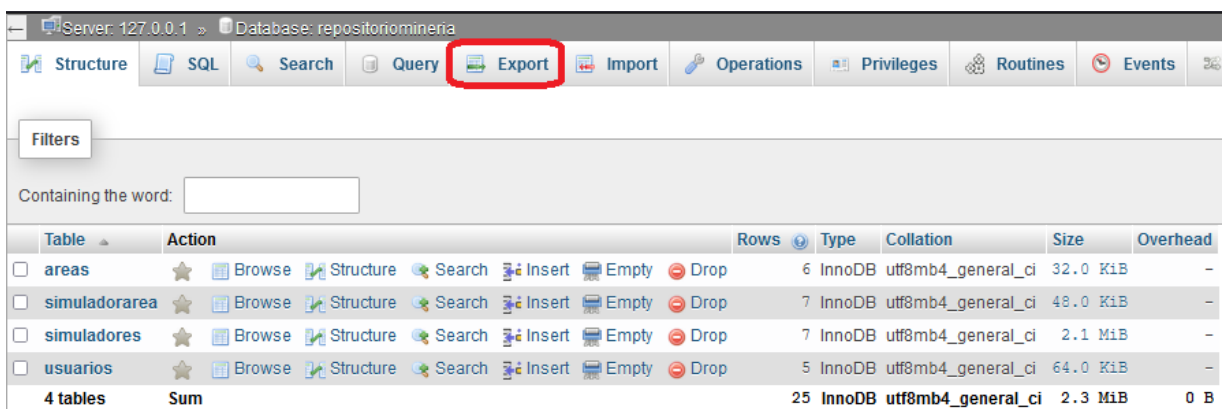 Server: 127.0.0.1 » Database: repositoriomineria
Structure SQL Search Query Export Import Operations Privileges Routines Events
Filters
Containing the word:
Table Action Rows Type Collation Size Overhead
areas Browse Structure Search Insert Empty Drop 6 InnoDB utf8mb4_general_ci 32.0 KiB -
simuladorarea Browse Structure Search Insert Empty Drop 7 InnoDB utf8mb4_general_ci 48.0 KiB -
simuladores Browse Structure Search Insert Empty Drop 7 InnoDB utf8mb4_general_ci 2.1 MiB -
usuarios Browse Structure Search Insert Empty Drop 5 InnoDB utf8mb4_general_ci 64.0 KiB -
4 tables Sum 25 InnoDB utf8mb4_general_ci 2.3 MiB 0 B